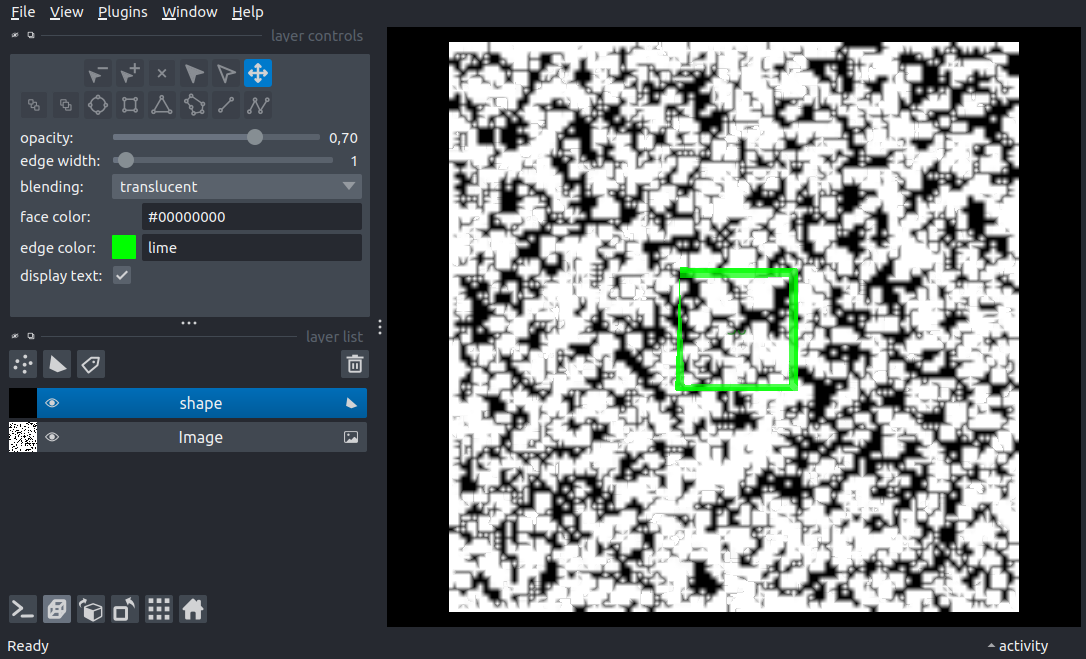 File View Plugins Window Help
layer controls
opacity: 0,70
edge width: 1
blending: translucent
face color: #00000000
edge color: lime
display text:
layer list
shape
Image
Ready
activity